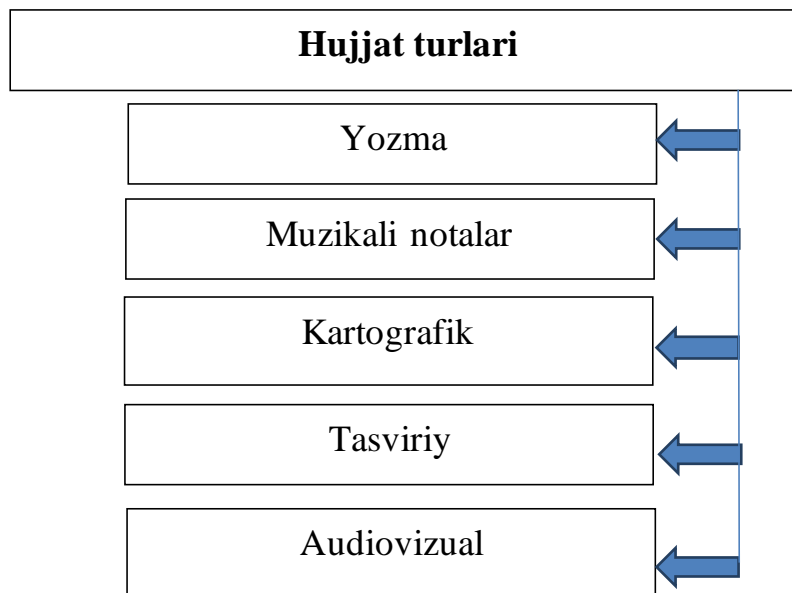 Hujjat turlari
Yozma
Muzikali notalar
Kartografik
Tasviriy
Audiovizual